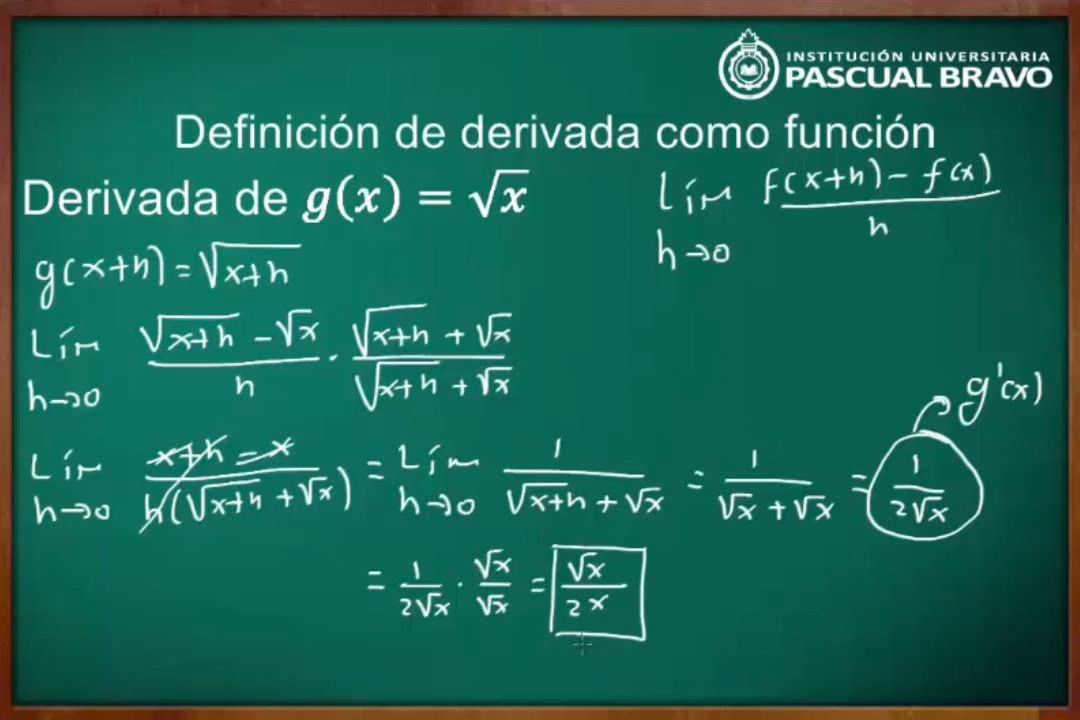 INSTITUCIÓN UNIVERSITARIA
PASCUAL BRAVO
Definición de derivada como función
Derivada de g(x) = √x
Lím h→0 (f(x+h) - f(x))/h
g(x+h) = √(x+h)
Lím h→0 (√(x+h) - √x)/h · (√(x+h) + √x)/(√(x+h) + √x)
Lím h→0 (x+h-x)/(h(√(x+h) + √x)) = Lím h→0 1/(√(x+h) + √x) = 1/(√x + √x) = 1/(2√x) → g'(x)
= 1/(2√x) · √x/√x = √x/(2x)